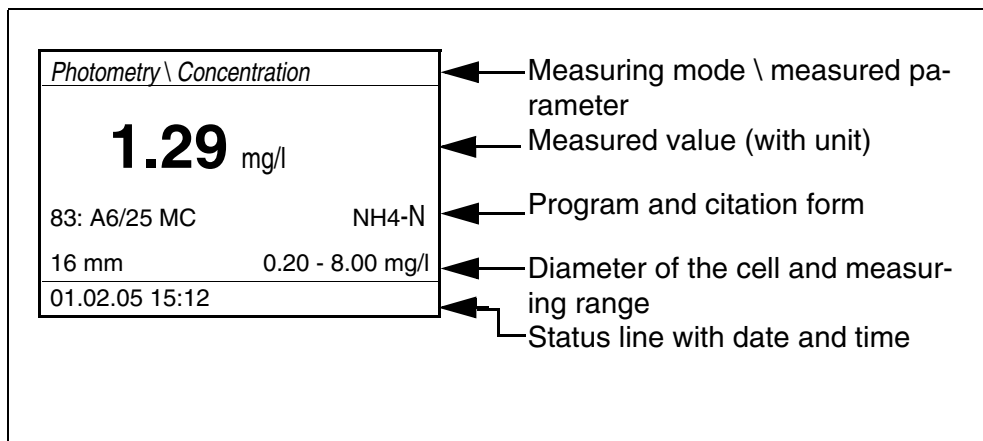 Photometry \ Concentration
Measuring mode \ measured pa-
rameter
1.29 mg/l
Measured value (with unit)
83: A6/25 MC NH4-N
Program and citation form
16 mm 0.20 - 8.00 mg/l
Diameter of the cell and measur-
ing range
01.02.05 15:12
Status line with date and time